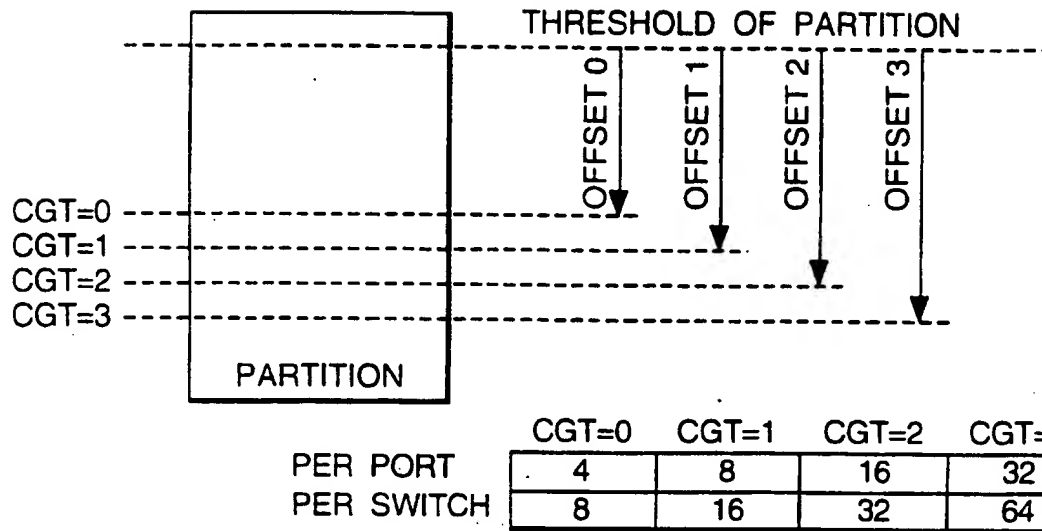 THRESHOLD OF PARTITION
OFFSET 0
OFFSET 1
OFFSET 2
OFFSET 3
CGT=0
CGT=1
CGT=2
CGT=3
PARTITION
CGT=0 CGT=1 CGT=2 CGT=
PER PORT 4 8 16 32
PER SWITCH 8 16 32 64